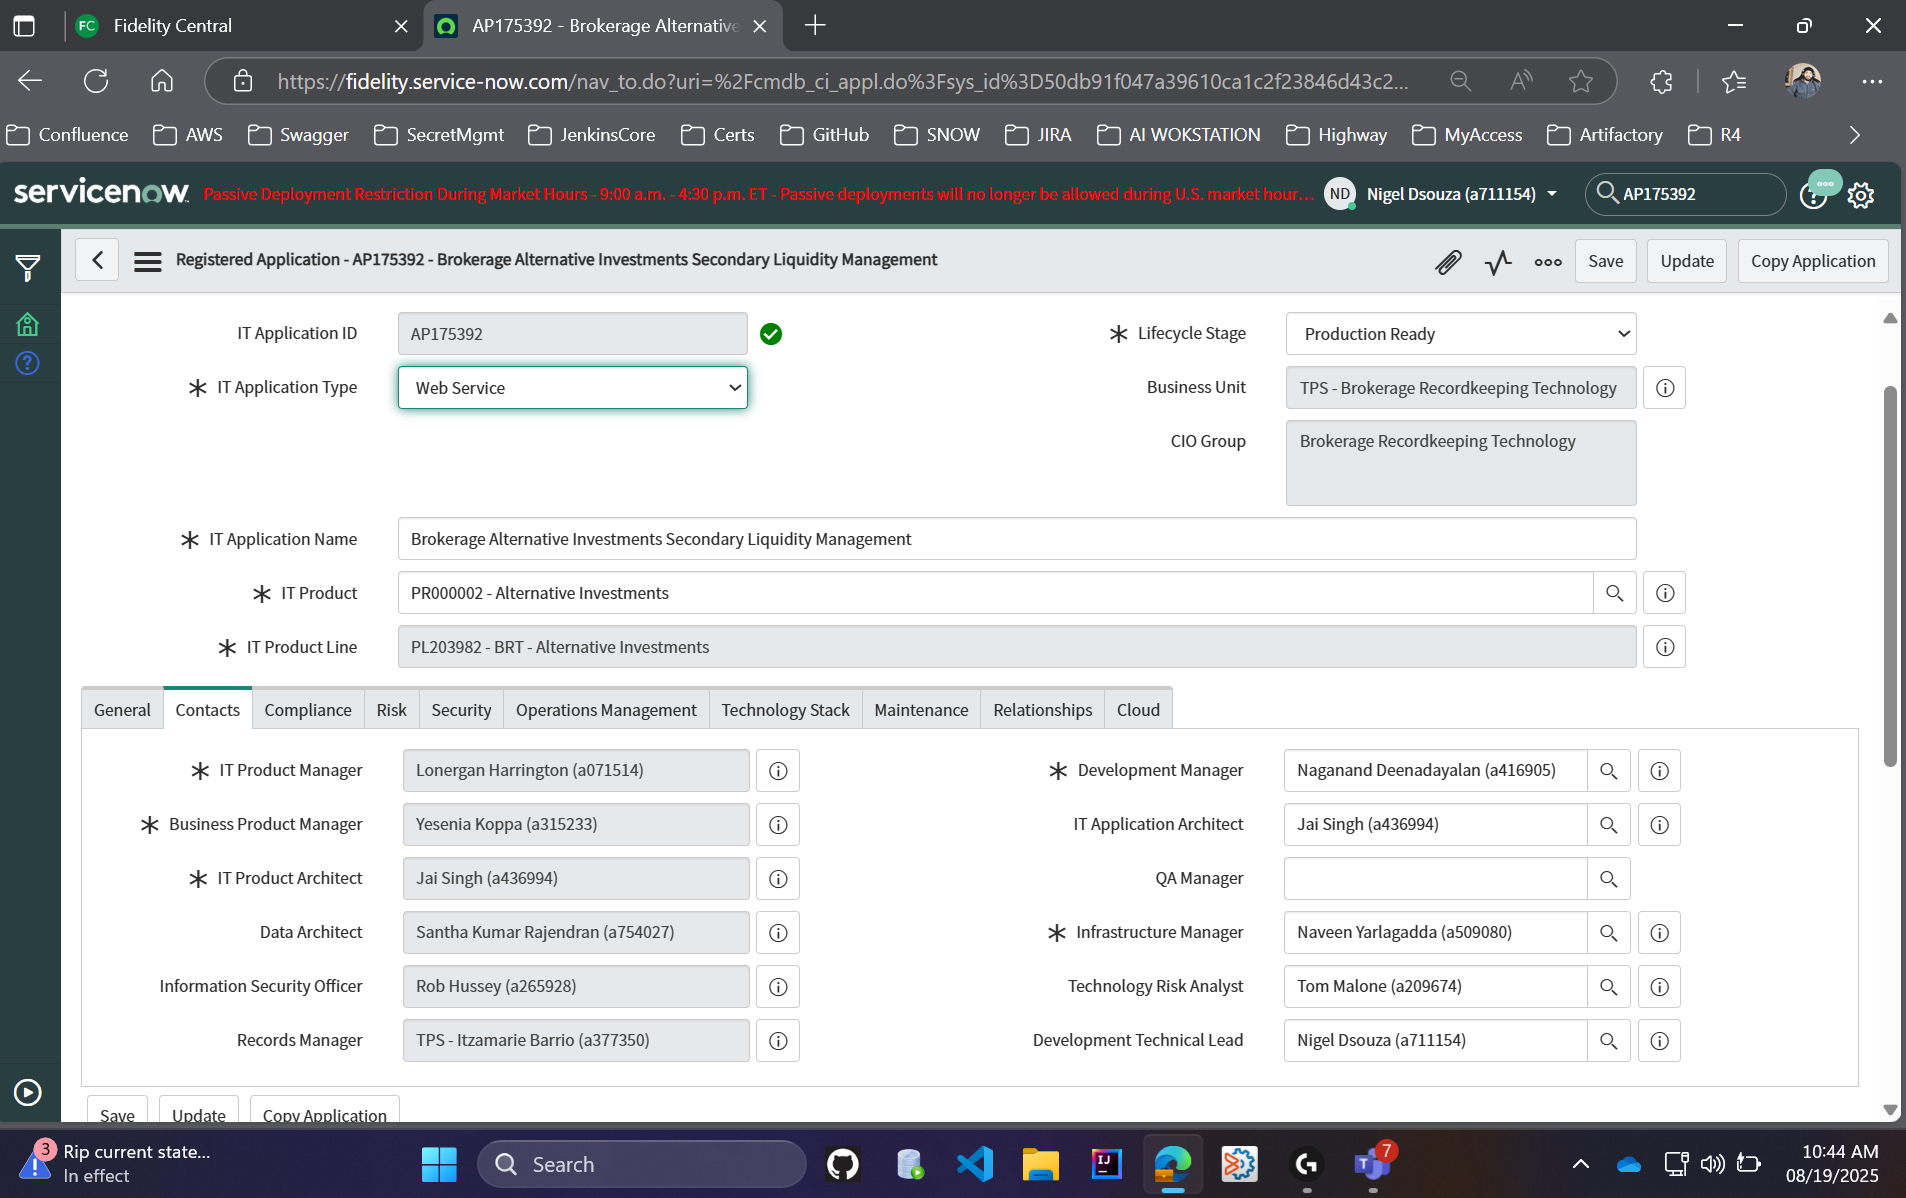 FC Fidelity Central
AP175392 - Brokerage Alternative
https://fidelity.service-now.com/nav_to.do?uri=%2Fcmdb_ci_appl.do%3Fsys_id%3D50db91f047a39610ca1c2f23846d43c2...
Confluence AWS Swagger SecretMgmt JenkinsCore Certs GitHub SNOW JIRA AI WOKSTATION Highway MyAccess Artifactory R4
servicenow Passive Deployment Restriction During Market Hours - 9:00 a.m. - 4:30 p.m. ET - Passive deployments will no longer be allowed during U.S. market hour... ND Nigel Dsouza (a711154) AP175392
Registered Application - AP175392 - Brokerage Alternative Investments Secondary Liquidity Management Save Update Copy Application
IT Application ID AP175392 Lifecycle Stage Production Ready
IT Application Type Web Service Business Unit TPS - Brokerage Recordkeeping Technology
CIO Group Brokerage Recordkeeping Technology
IT Application Name Brokerage Alternative Investments Secondary Liquidity Management
IT Product PR000002 - Alternative Investments
IT Product Line PL203982 - BRT - Alternative Investments
General Contacts Compliance Risk Security Operations Management Technology Stack Maintenance Relationships Cloud
IT Product Manager Lonergan Harrington (a071514) Development Manager Naganand Deenadayalan (a416905)
Business Product Manager Yesenia Koppa (a315233) IT Application Architect Jai Singh (a436994)
IT Product Architect Jai Singh (a436994) QA Manager
Data Architect Santha Kumar Rajendran (a754027) Infrastructure Manager Naveen Yarlagadda (a509080)
Information Security Officer Rob Hussey (a265928) Technology Risk Analyst Tom Malone (a209674)
Records Manager TPS - Itzamarie Barrio (a377350) Development Technical Lead Nigel Dsouza (a711154)
Save Update Copy Application
3 Rip current state...
In effect
Search
IJ
T
7
10:44 AM
08/19/2025